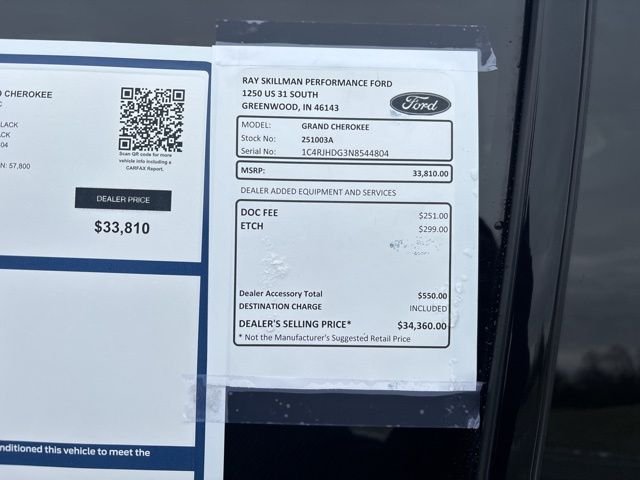 CHEROKEE
LACK
ACK
04
N: 57,800
Scan QR code for more
vehicle info including a
CARFAX Report.
DEALER PRICE
$33,810
nditioned this vehicle to meet the
RAY SKILLMAN PERFORMANCE FORD
1250 US 31 SOUTH
GREENWOOD, IN 46143
Ford
MODEL: GRAND CHEROKEE
Stock No: 251003A
Serial No: 1C4RJHDG3N8544804
MSRP: 33,810.00
DEALER ADDED EQUIPMENT AND SERVICES
DOC FEE $251.00
ETCH $299.00
Dealer Accessory Total $550.00
DESTINATION CHARGE INCLUDED
DEALER'S SELLING PRICE* $34,360.00
* Not the Manufacturer's Suggested Retail Price